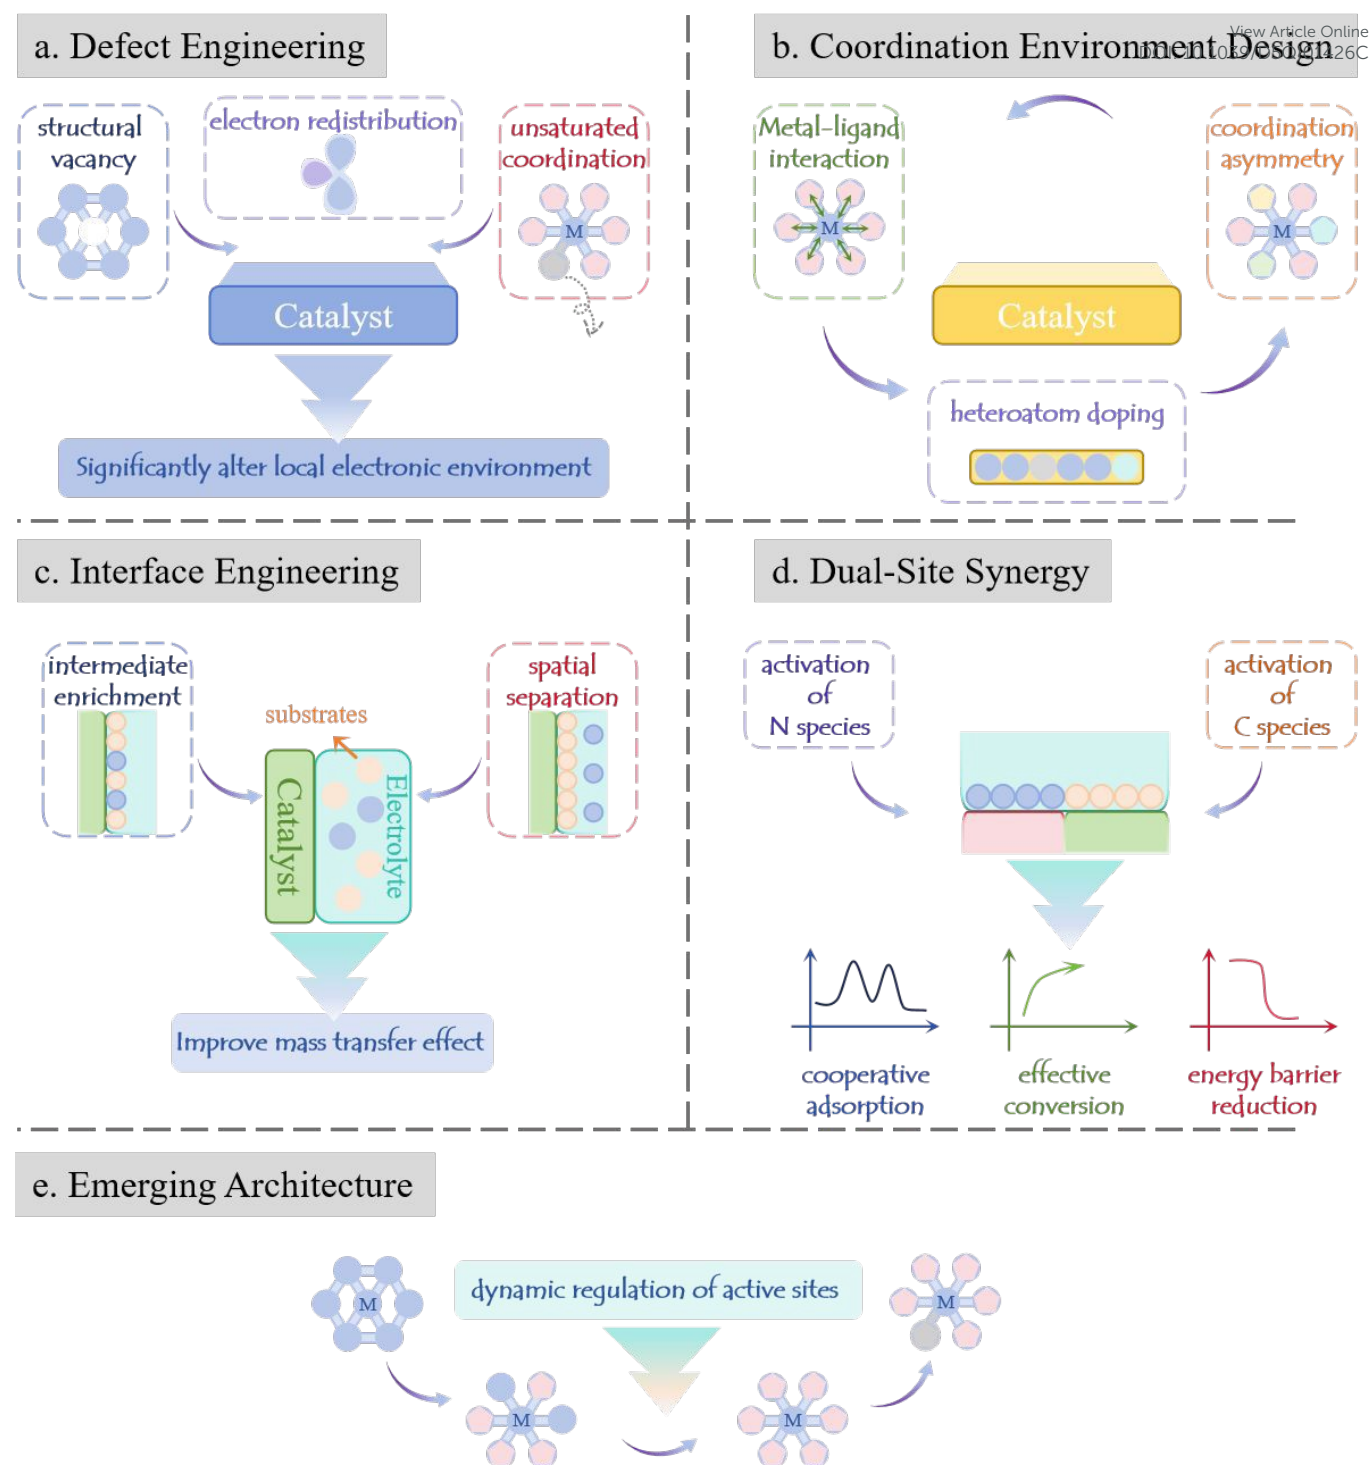 a. Defect Engineering
structural
vacancy
electron redistribution
unsaturated
coordination
M
Catalyst
Significantly alter local electronic environment
b. Coordination Environment Design
View Article Online
Metal-ligand
interaction
M
coordination
asymmetry
M
Catalyst
heteroatom doping
c. Interface Engineering
intermediate
enrichment
substrates
spatial
separation
Catalyst
Electrolyte
Improve mass transfer effect
d. Dual-Site Synergy
activation
of
N species
activation
of
C species
cooperative
adsorption
effective
conversion
energy barrier
reduction
e. Emerging Architecture
M
dynamic regulation of active sites
M
M
M